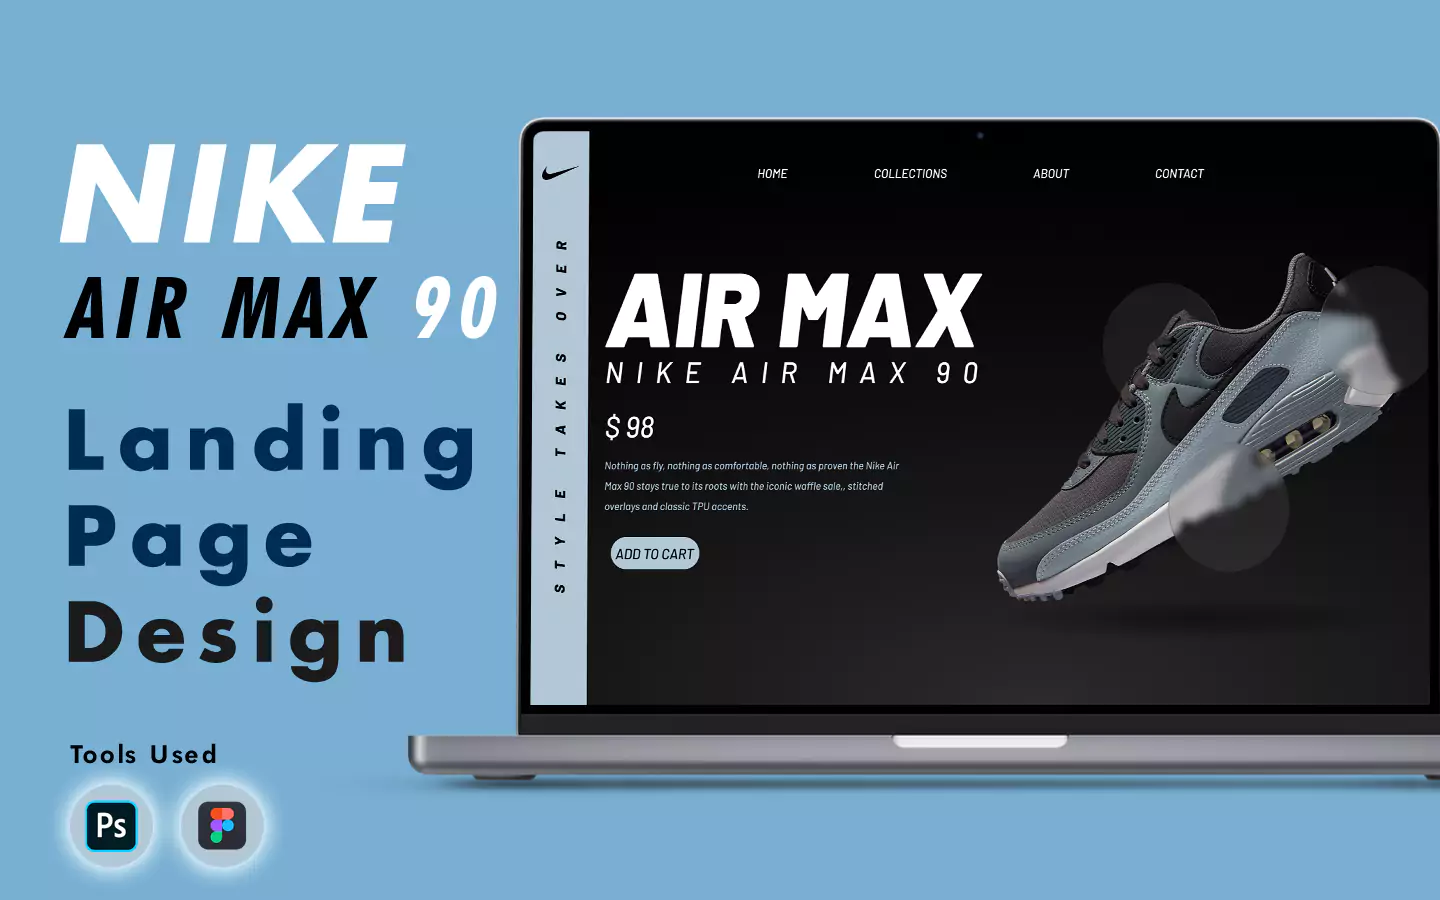 NIKE
AIR MAX 90
Landing
Page
Design
Tools Used
Ps
STYLE TAKES OVER
HOME COLLECTIONS ABOUT CONTACT
AIR MAX
NIKE AIR MAX 90
$ 98
Nothing as fly, nothing as comfortable, nothing as proven the Nike Air
Max 90 stays true to its roots with the iconic waffle sale,, stitched
overlays and classic TPU accents.
ADD TO CART